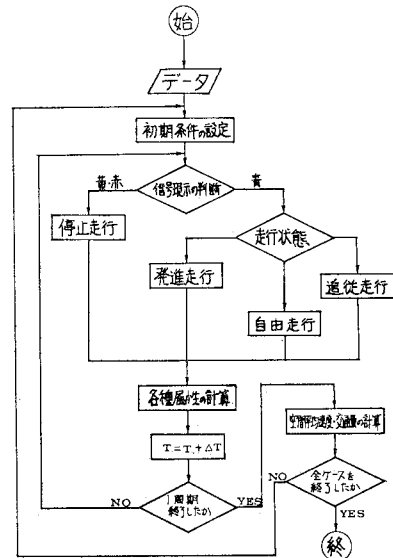 始
データ
初期条件の設定
信号現示の判断
黄・赤
青
停止走行
走行状態
発進走行
追従走行
自由走行
各種属性の計算
空間平均速度・交通量の計算
T = T + ΔT
全ケースを
終了したか
NO
1周期
終了したか
NO
YES
YES
終